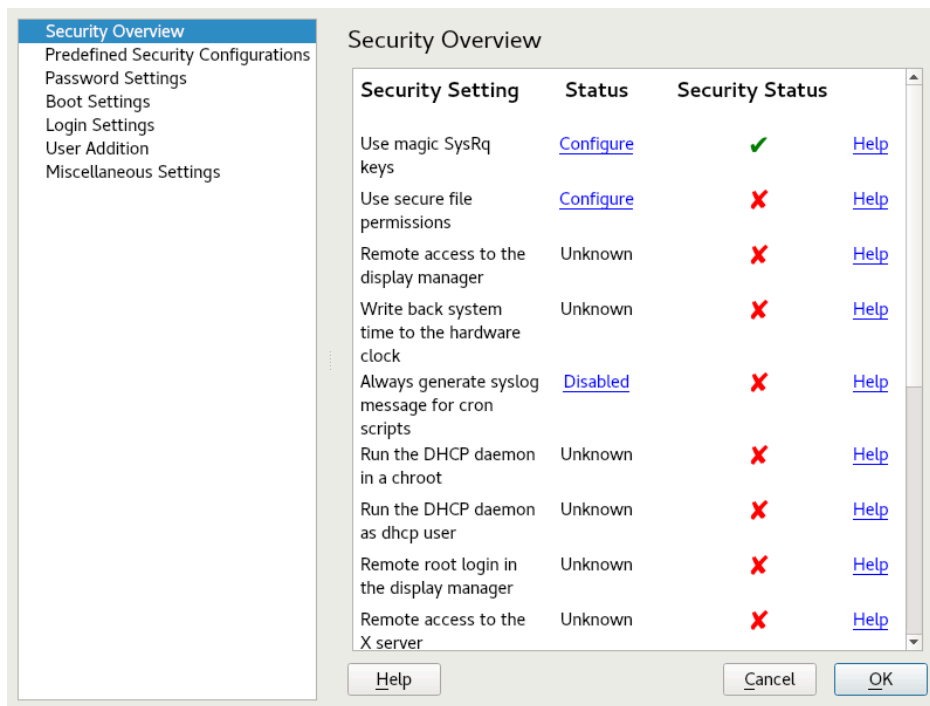 Security Overview
Predefined Security Configurations
Password Settings
Boot Settings
Login Settings
User Addition
Miscellaneous Settings
Security Overview
Security Setting Status Security Status
Use magic SysRq Configure Help
keys
Use secure file Configure Help
permissions
Remote access to the Unknown Help
display manager
Write back system Unknown Help
time to the hardware
clock
Always generate syslog Disabled Help
message for cron
scripts
Run the DHCP daemon Unknown Help
in a chroot
Run the DHCP daemon Unknown Help
as dhcp user
Remote root login in Unknown Help
the display manager
Remote access to the Unknown Help
X server
Help Cancel OK